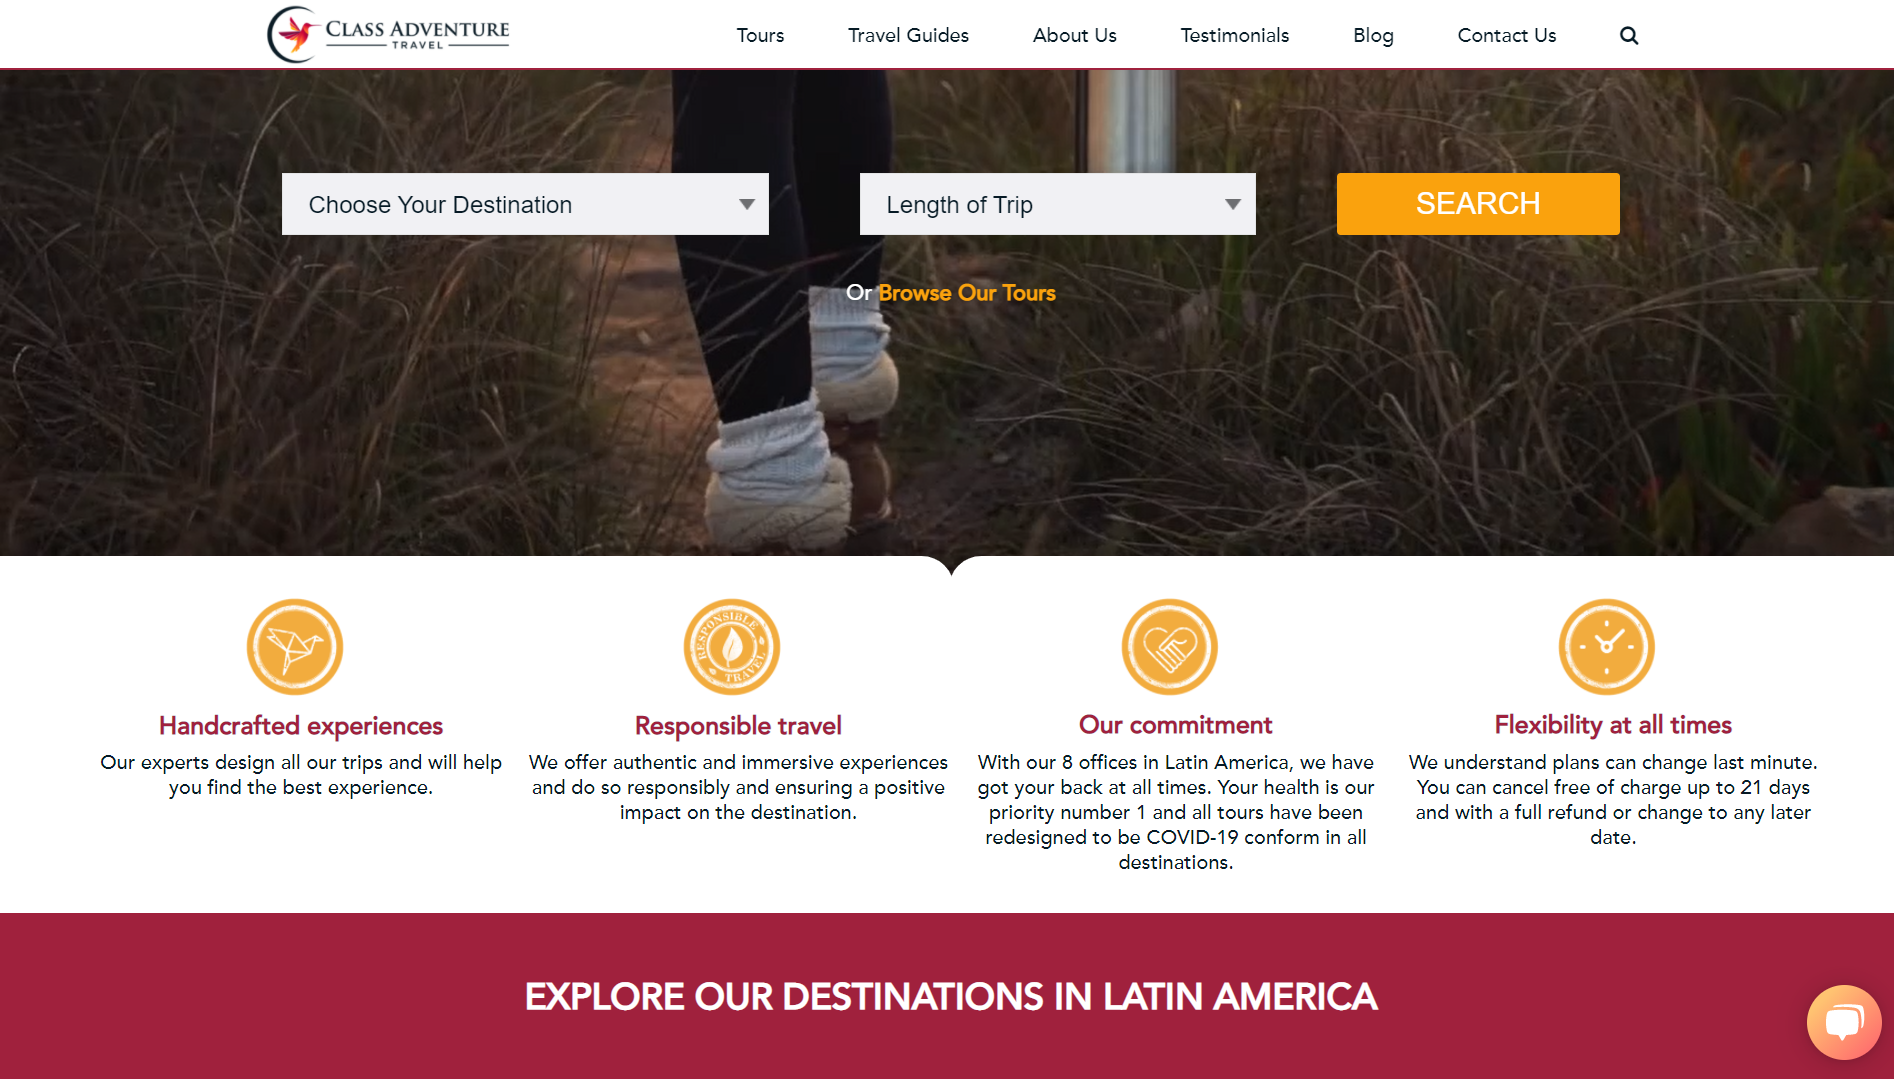 CLASS ADVENTURE
TRAVEL
Tours
Travel Guides
About Us
Testimonials
Blog
Contact Us
Choose Your Destination
Length of Trip
SEARCH
Or Browse Our Tours
RESPONSIBLE
TRAVEL
Handcrafted experiences
Our experts design all our trips and will help
you find the best experience.
Responsible travel
We offer authentic and immersive experiences
and do so responsibly and ensuring a positive
impact on the destination.
Our commitment
With our 8 offices in Latin America, we have
got your back at all times. Your health is our
priority number 1 and all tours have been
redesigned to be COVID-19 conform in all
destinations.
Flexibility at all times
We understand plans can change last minute.
You can cancel free of charge up to 21 days
and with a full refund or change to any later
date.
EXPLORE OUR DESTINATIONS IN LATIN AMERICA